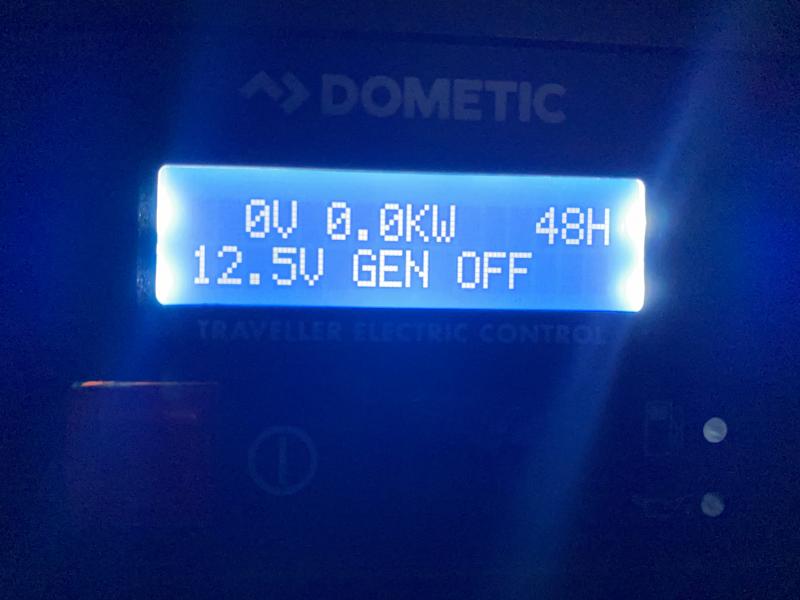 DOMETIC
0V 0.0KW 48H
12.5V GEN OFF
TRAVELLER ELECTRIC CONTROL